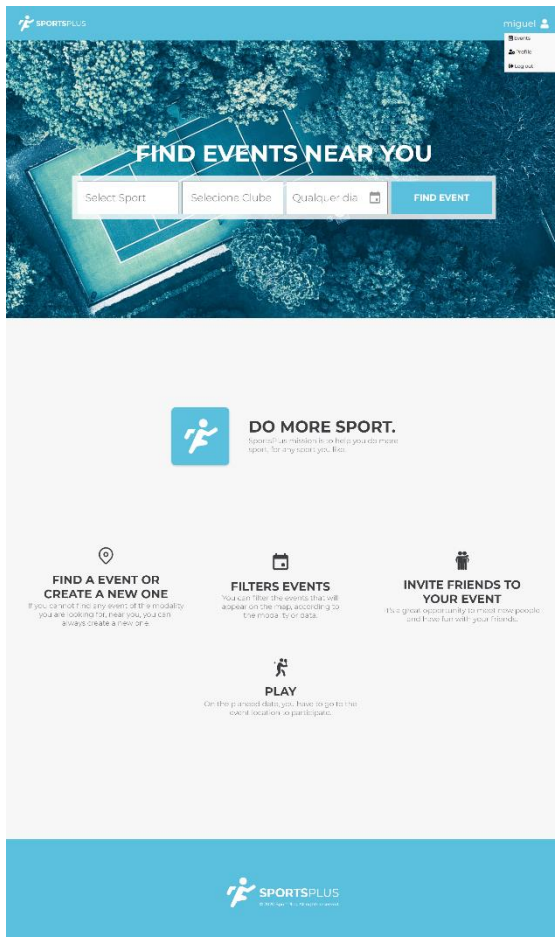 SPORTSPLUS
miguel
Events
Profile
Log out
FIND EVENTS NEAR YOU
Select Sport
Selecione Clube
Qualquer dia
FIND EVENT
DO MORE SPORT.
SportsPlus mission is to help you do more
sport, for any sport you like.
FIND A EVENT OR
CREATE A NEW ONE
If you cannot find any event of the modality
you are looking for, near you, you can
always create a new one.
FILTERS EVENTS
You can filter the events that will
appear on the map, according to
the modality or data.
INVITE FRIENDS TO
YOUR EVENT
It's a great opportunity to meet new people
and have fun with your friends.
PLAY
On the planned date, you have to go to the
event location to participate.
SPORTSPLUS